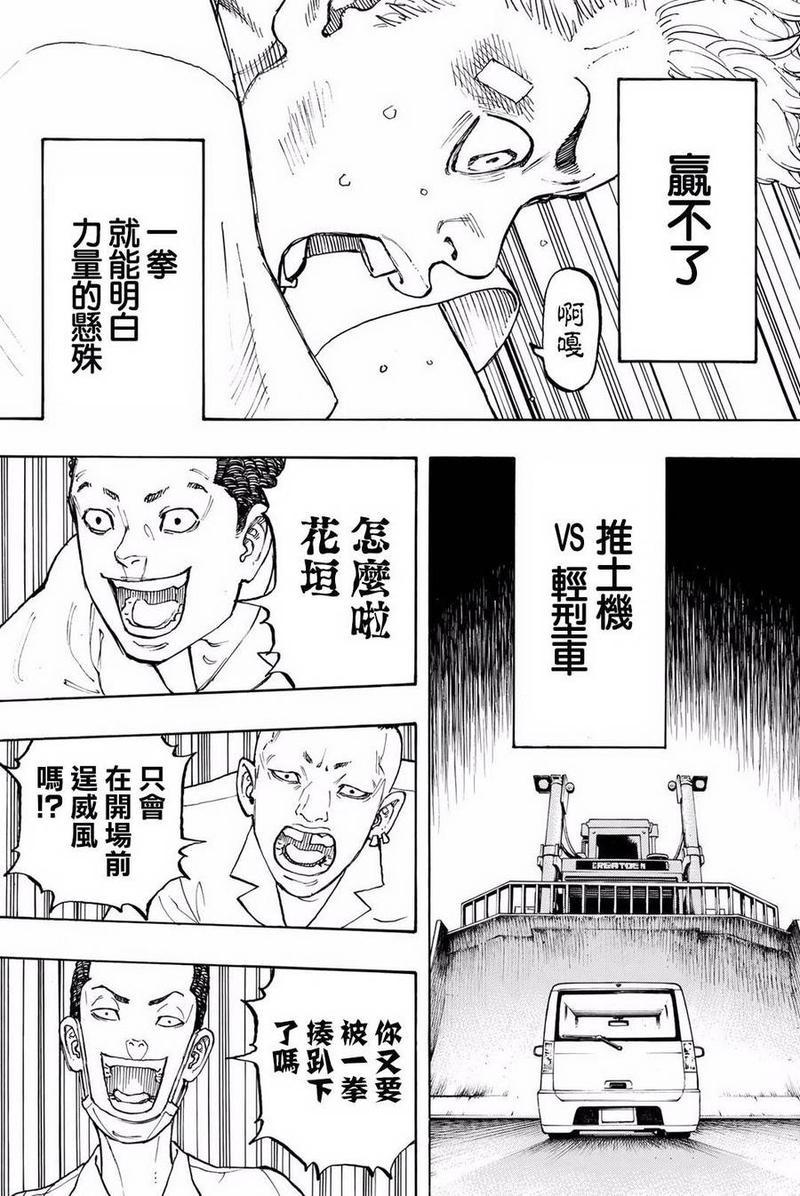 贏不了
啊嘎
一拳
就能明白
力量的懸殊
推土機
VS 輕型車
怎麼啦
花垣
只會
在開場前
逞威風
嗎!?
你又要
被一拳
揍趴下
了嗎